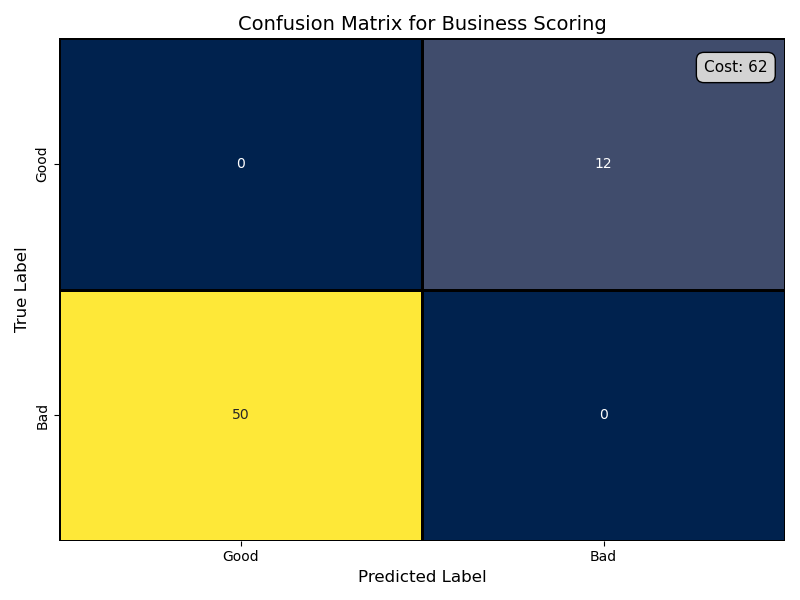 Confusion Matrix for Business Scoring
Cost: 62
Good
0
12
True Label
Bad
50
0
Good
Bad
Predicted Label